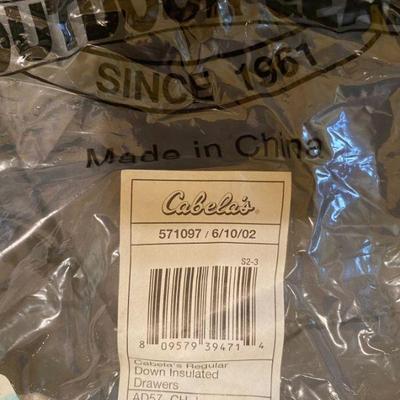 SINCE 1961
Made in China
Cabela's
571097 / 6/10/02
S2-3
8 09579 39471 4
Cabela's Regular
Down Insulated
Drawers